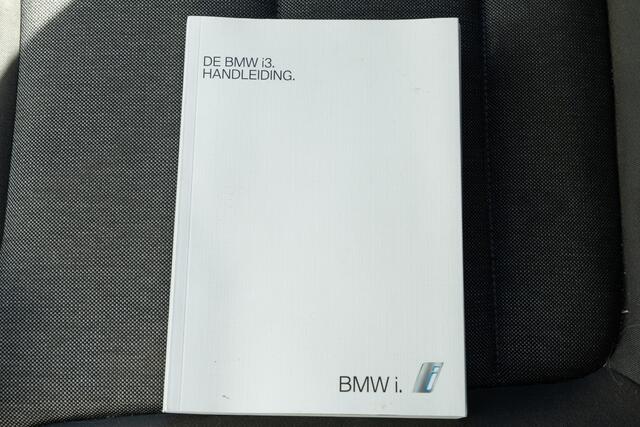 DE BMW i3.
HANDLEIDING.
BMW i.
i